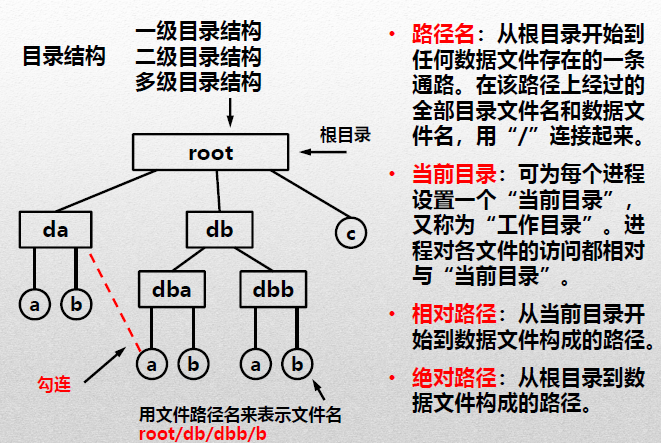 目录结构
一级目录结构
二级目录结构
多级目录结构
根目录
root
da
db
c
a
b
dba
dbb
a
b
a
b
勾连
用文件路径名来表示文件名
root/db/dbb/b
• 路径名：从根目录开始到
任何数据文件存在的一条
通路。在该路径上经过的
全部目录文件名和数据文
件名，用“/”连接起来。
• 当前目录：可为每个进程
设置一个“当前目录”，
又称为“工作目录”。进
程对各文件的访问都相对
与“当前目录”。
• 相对路径：从当前目录开
始到数据文件构成的路径。
• 绝对路径：从根目录到数
据文件构成的路径。